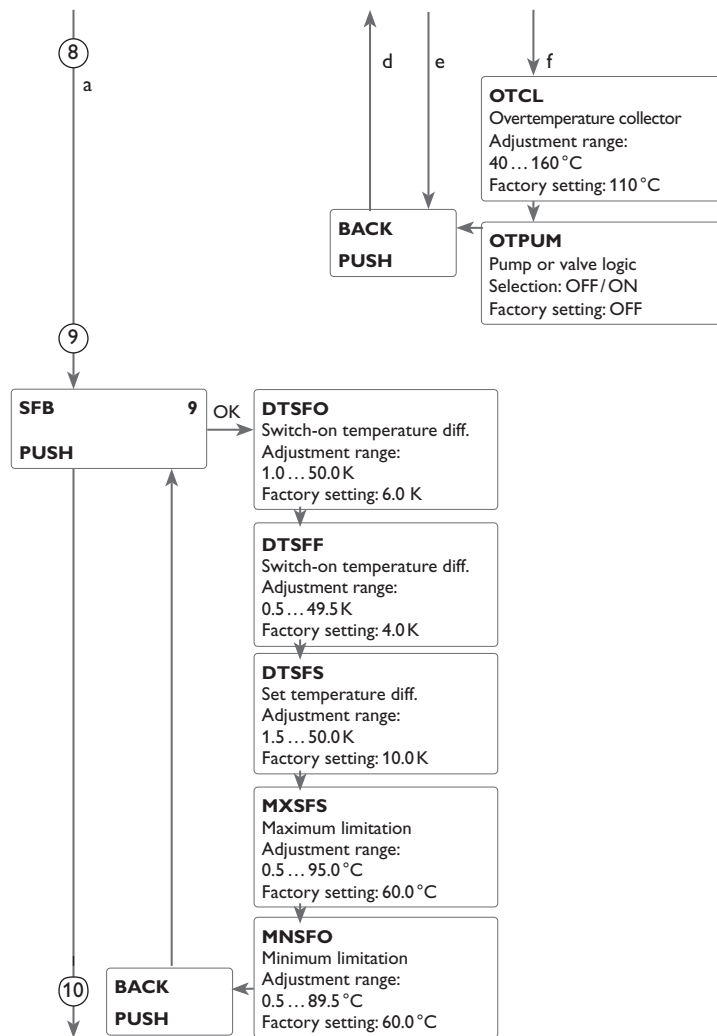 8
a
d
e
f
OTCL
Overtemperature collector
Adjustment range:
40 ... 160 °C
Factory setting: 110 °C
BACK
PUSH
OTPUM
Pump or valve logic
Selection: OFF / ON
Factory setting: OFF
9
SFB 9
PUSH
OK
DTSFO
Switch-on temperature diff.
Adjustment range:
1.0 ... 50.0 K
Factory setting: 6.0 K
DTSFF
Switch-on temperature diff.
Adjustment range:
0.5 ... 49.5 K
Factory setting: 4.0 K
DTSFS
Set temperature diff.
Adjustment range:
1.5 ... 50.0 K
Factory setting: 10.0 K
MXSFS
Maximum limitation
Adjustment range:
0.5 ... 95.0 °C
Factory setting: 60.0 °C
MNSFO
Minimum limitation
Adjustment range:
0.5 ... 89.5 °C
Factory setting: 60.0 °C
BACK
PUSH
10